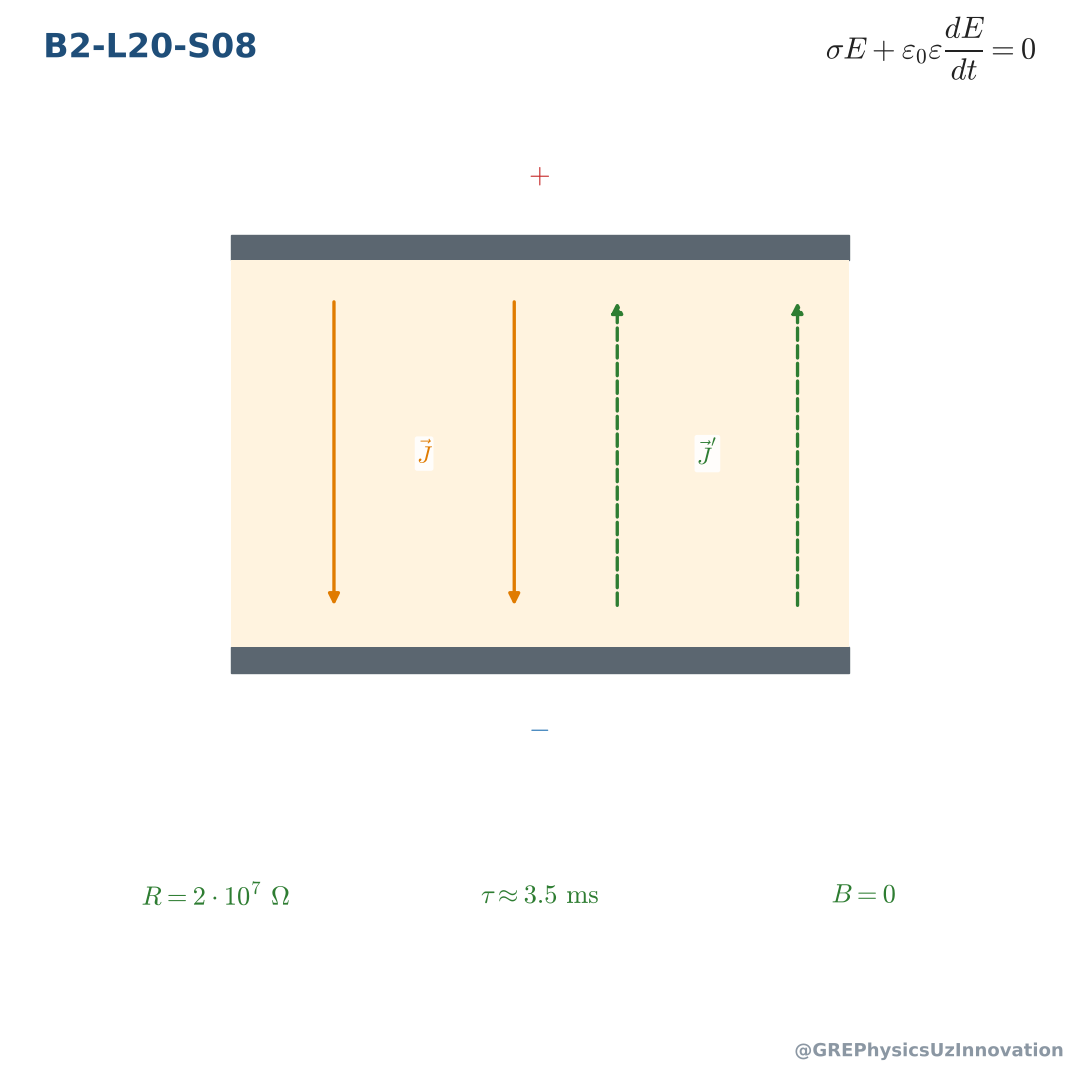 B2-L20-S08
σE + ε₀ε dE/dt = 0
+
J⃗
J⃗′
−
R = 2 · 10⁷ Ω
τ ≈ 3.5 ms
B = 0
@GREPhysicsUzInnovation